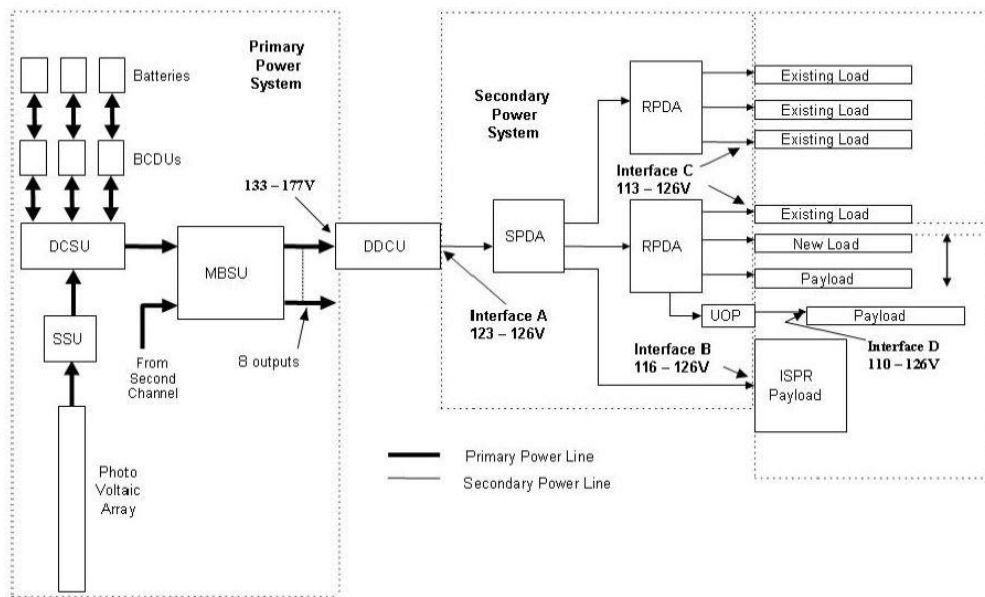 Primary
Power
System
Batteries
BCDUs
133 – 177V
DCSU
MBSU
DDCU
SSU
From
Second
Channel
8 outputs
Photo
Voltaic
Array
Secondary
Power
System
RPDA
Existing Load
Existing Load
Existing Load
Interface C
113 – 126V
SPDA
RPDA
Existing Load
New Load
Payload
UOP
Payload
Interface A
123 – 126V
Interface D
110 – 126V
Interface B
116 – 126V
ISPR
Payload
Primary Power Line
Secondary Power Line